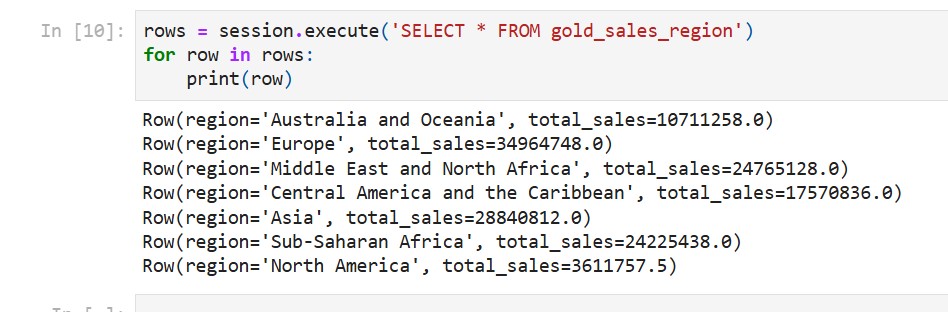 In [10]: rows = session.execute('SELECT * FROM gold_sales_region')
for row in rows:
    print(row)
Row(region='Australia and Oceania', total_sales=10711258.0)
Row(region='Europe', total_sales=34964748.0)
Row(region='Middle East and North Africa', total_sales=24765128.0)
Row(region='Central America and the Caribbean', total_sales=17570836.0)
Row(region='Asia', total_sales=28840812.0)
Row(region='Sub-Saharan Africa', total_sales=24225438.0)
Row(region='North America', total_sales=3611757.5)
In [ ]: